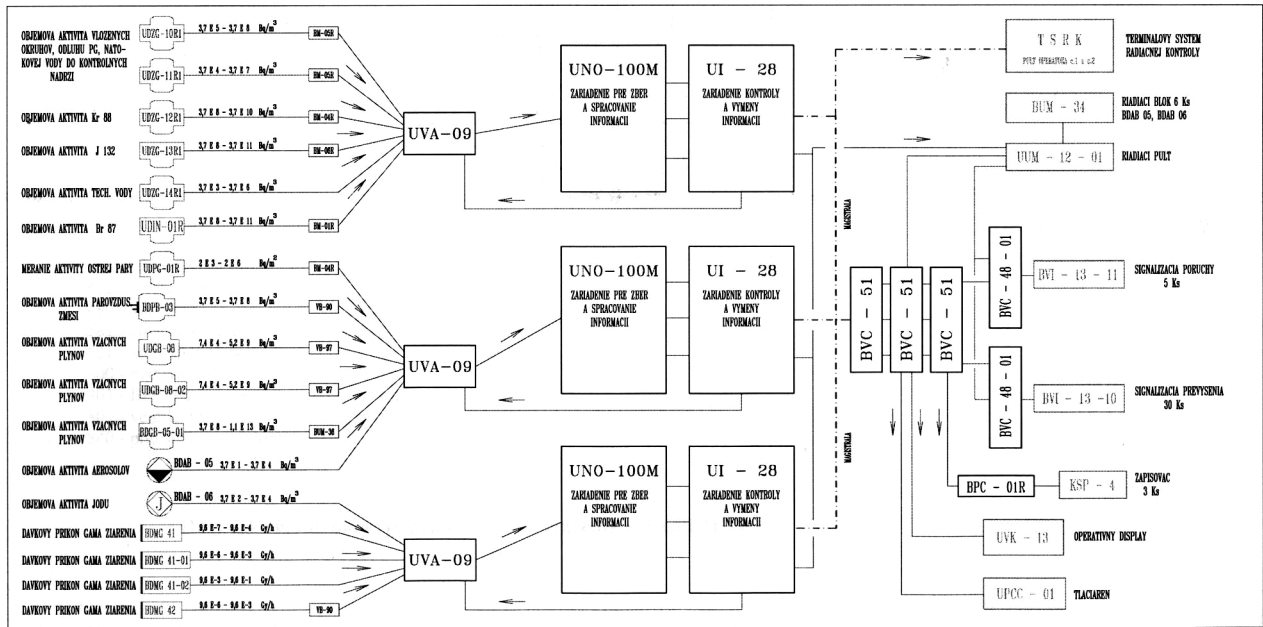 OBJEMOVA AKTIVITA VLOZENYCH
OKRUHOV, ODLUHU PG, NATO-
KOVEJ VODY DO KONTROLNYCH
NADRZI
UDZG-10R1
3,7 E 5 - 3,7 E 8 Bq/m³
BM-05R
UDZG-11R1
3,7 E 4 - 3,7 E 7 Bq/m³
BM-05R
OBJEMOVA AKTIVITA Kr 88
UDZG-12R1
3,7 E 8 - 3,7 E 10 Bq/m³
BM-04R
OBJEMOVA AKTIVITA J 132
UDZG-13R1
3,7 E 8 - 3,7 E 11 Bq/m³
BM-06R
OBJEMOVA AKTIVITA TECH. VODY
UDZG-14R1
3,7 E 3 - 3,7 E 6 Bq/m³
OBJEMOVA AKTIVITA Br 87
UDIN-01R
3,7 E 8 - 3,7 E 11 Bq/m³
BM-01R
MERANIE AKTIVITY OSTREJ PARY
UDPG-01R
2 E 3 - 2 E 6 Bq/m²
BM-04R
OBJEMOVA AKTIVITA PAROVZDUS.
ZMESI
BDPB-03
3,7 E 5 - 3,7 E 8 Bq/m³
VB-90
OBJEMOVA AKTIVITA VZACNYCH
PLYNOV
UDGB-08
7,4 E 4 - 5,2 E 9 Bq/m³
VB-97
OBJEMOVA AKTIVITA VZACNYCH
PLYNOV
UDGB-08-02
7,4 E 4 - 5,2 E 9 Bq/m³
VB-97
OBJEMOVA AKTIVITA VZACNYCH
PLYNOV
BDGB-05-01
3,7 E 8 - 1,1 E 13 Bq/m³
BUM-36
OBJEMOVA AKTIVITA AEROSOLOV
BDAB - 05 3,7 E 1 - 3,7 E 4 Bq/m³
OBJEMOVA AKTIVITA JODU
J
BDAB - 06 3,7 E 2 - 3,7 E 4 Bq/m³
DAVKOVY PRIKON GAMA ZIARENIA
BDMG 41
9,6 E-7 - 9,6 E-4 Gy/h
DAVKOVY PRIKON GAMA ZIARENIA
BDMG 41-01
9,6 E-6 - 9,6 E-3 Gy/h
DAVKOVY PRIKON GAMA ZIARENIA
BDMG 41-02
9,6 E-3 - 9,6 E-1 Gy/h
DAVKOVY PRIKON GAMA ZIARENIA
BDMG 42
9,6 E-6 - 9,6 E-3 Gy/h
VB-90
UVA-09
UVA-09
UVA-09
UNO-100M
ZARIADENIE PRE ZBER
A SPRACOVANIE
INFORMACII
UI - 28
ZARIADENIE KONTROLY
A VYMENY
INFORMACII
UNO-100M
ZARIADENIE PRE ZBER
A SPRACOVANIE
INFORMACII
UI - 28
ZARIADENIE KONTROLY
A VYMENY
INFORMACII
UNO-100M
ZARIADENIE PRE ZBER
A SPRACOVANIE
INFORMACII
UI - 28
ZARIADENIE KONTROLY
A VYMENY
INFORMACII
MAGISTRALA
MAGISTRALA
T S R K
PULT OPERATORA c.1 a c.2
TERMINALOVY SYSTEM
RADIACNEJ KONTROLY
BUM - 34
RIADIACI BLOK 6 Ks
BDAB 05, BDAB 06
UUM - 12 - 01
RIADIACI PULT
BVC - 51
BVC - 51
BVC - 51
BVC - 48 - 01
BVI - 13 - 11
SIGNALIZACIA PORUCHY
5 Ks
BVC - 48 - 01
BVI - 13 - 10
SIGNALIZACIA PREVYSENIA
30 Ks
BPC - 01R
KSP - 4
ZAPISOVAC
3 Ks
UVK - 13
OPERATIVNY DISPLAY
UPCC - 01
TLACIAREN